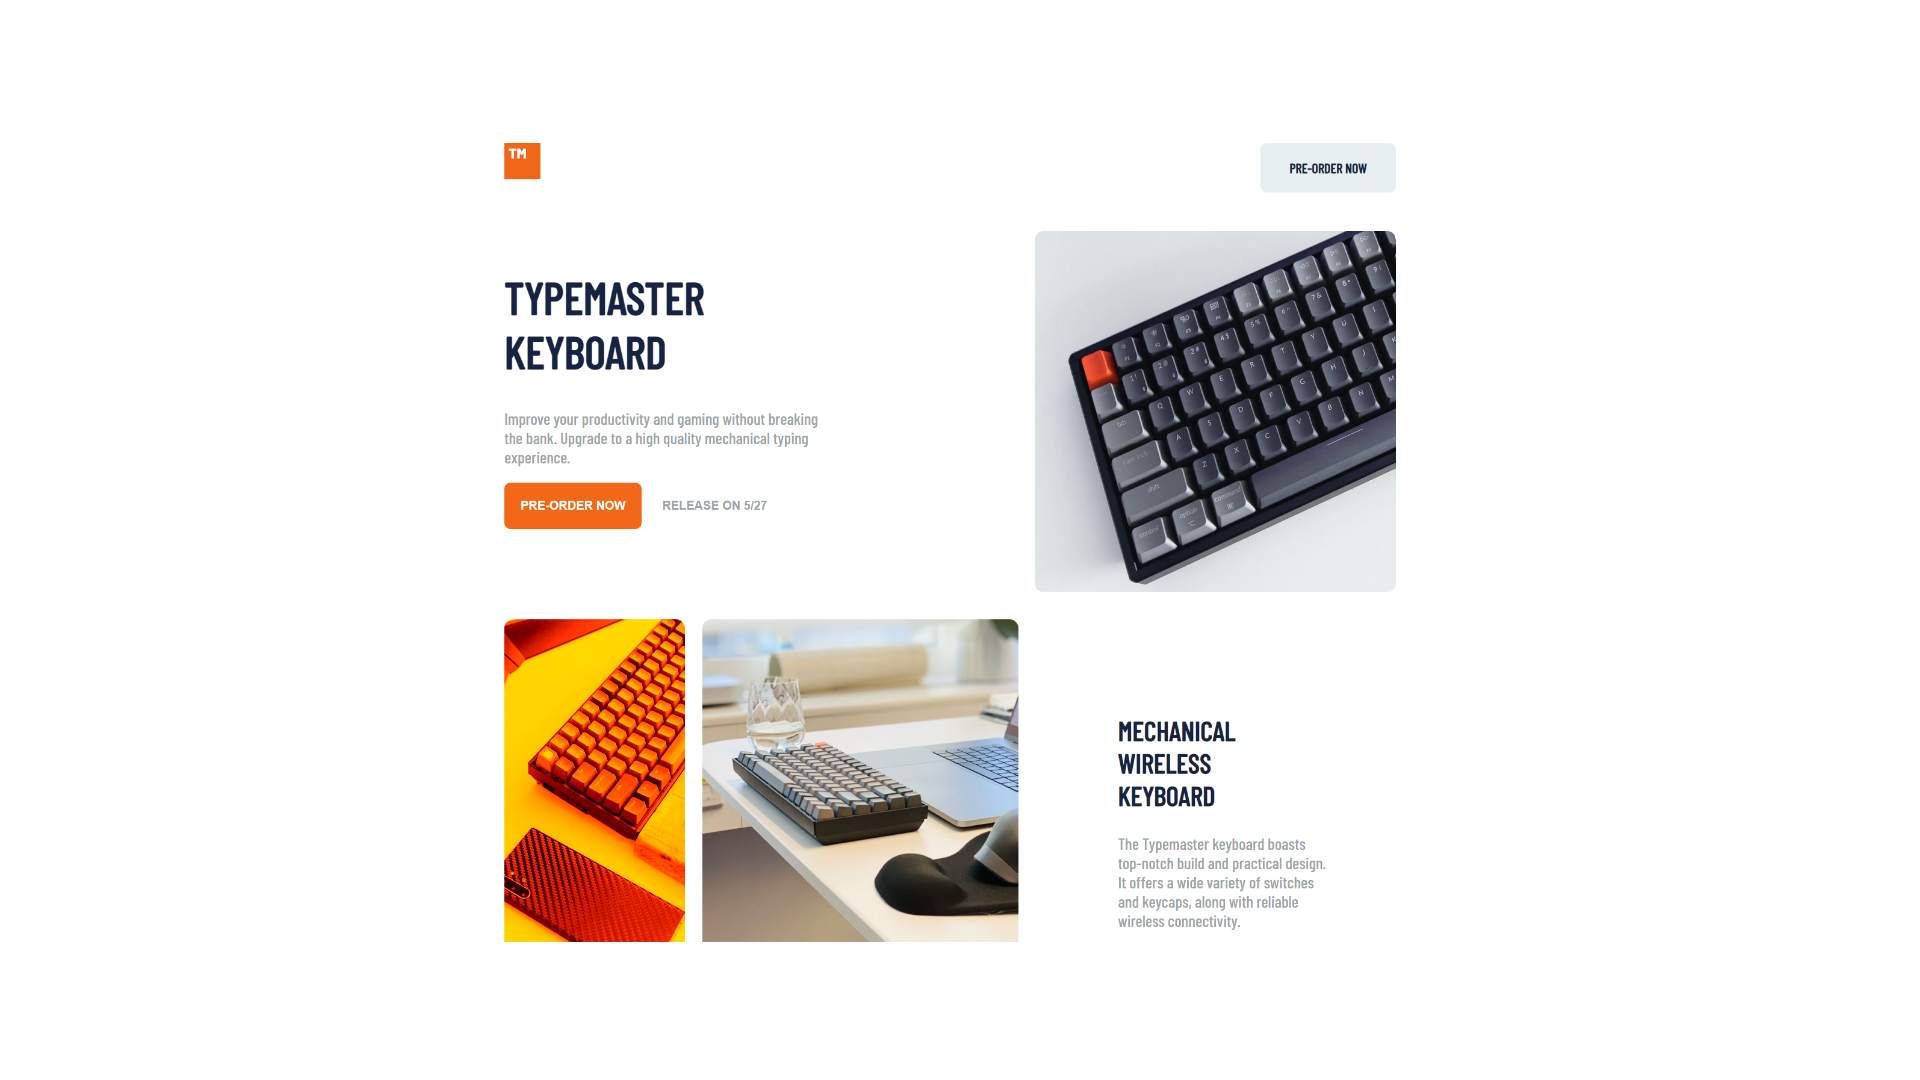 TM
PRE-ORDER NOW
TYPEMASTER
KEYBOARD
Improve your productivity and gaming without breaking
the bank. Upgrade to a high quality mechanical typing
experience.
PRE-ORDER NOW
RELEASE ON 5/27
MECHANICAL
WIRELESS
KEYBOARD
The Typemaster keyboard boasts
top-notch build and practical design.
It offers a wide variety of switches
and keycaps, along with reliable
wireless connectivity.